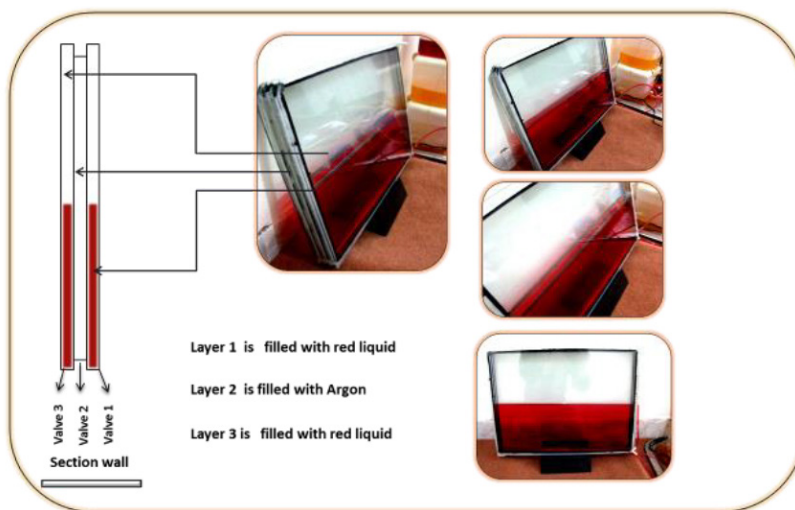 Layer 1 is filled with red liquid
Layer 2 is filled with Argon
Layer 3 is filled with red liquid
Valve 3
Valve 2
Valve 1
Section wall